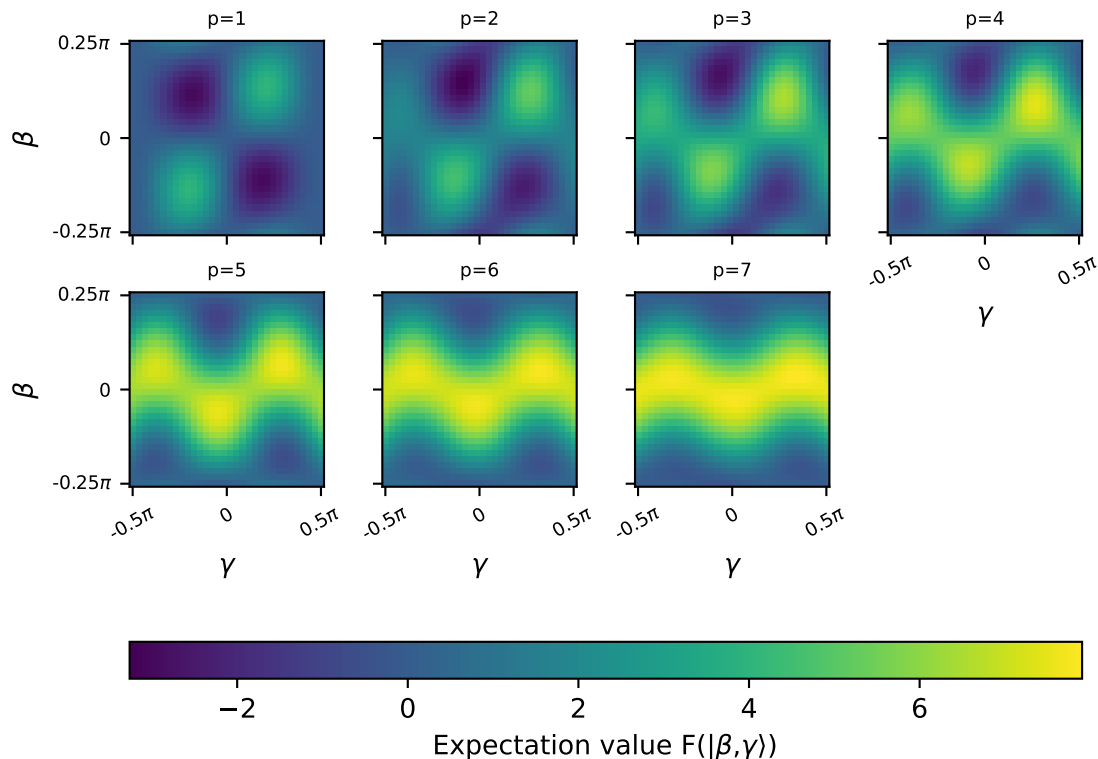 p=1
p=2
p=3
p=4
0.25π
0
-0.25π
β
-0.5π
0
0.5π
γ
p=5
p=6
p=7
0.25π
0
-0.25π
β
-0.5π
0
0.5π
-0.5π
0
0.5π
-0.5π
0
0.5π
γ
γ
γ
−2
0
2
4
6
Expectation value F(|β,γ⟩)